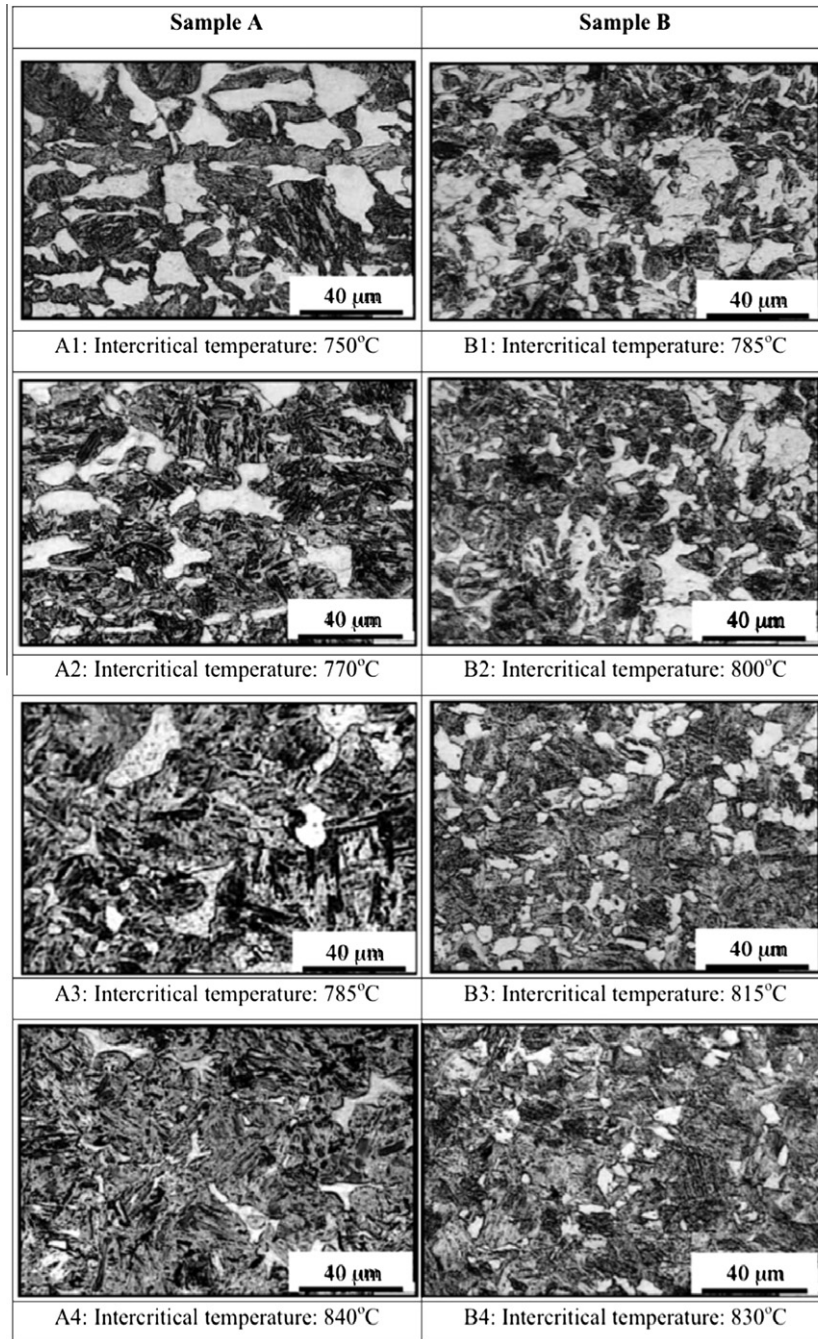 Sample A
Sample B
40 µm
40 µm
A1: Intercritical temperature: 750°C
B1: Intercritical temperature: 785°C
40 µm
40 µm
A2: Intercritical temperature: 770°C
B2: Intercritical temperature: 800°C
40 µm
40 µm
A3: Intercritical temperature: 785°C
B3: Intercritical temperature: 815°C
40 µm
40 µm
A4: Intercritical temperature: 840°C
B4: Intercritical temperature: 830°C